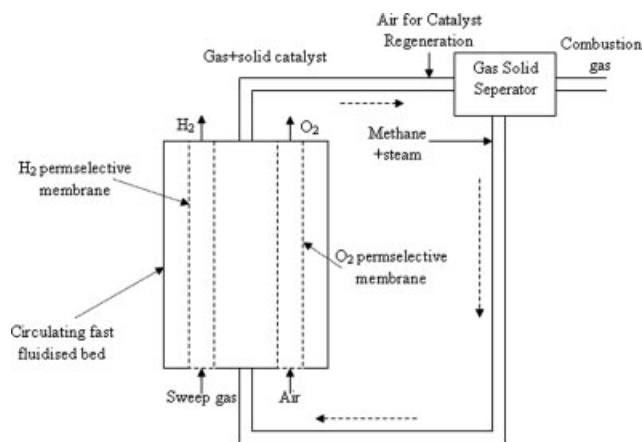 Air for Catalyst
Regeneration
Combustion
gas
Gas+solid catalyst
Gas Solid
Seperator
H2
O2
Methane
+steam
H2 permselective
membrane
O2 permselective
membrane
Circulating fast
fluidised bed
Sweep gas
Air